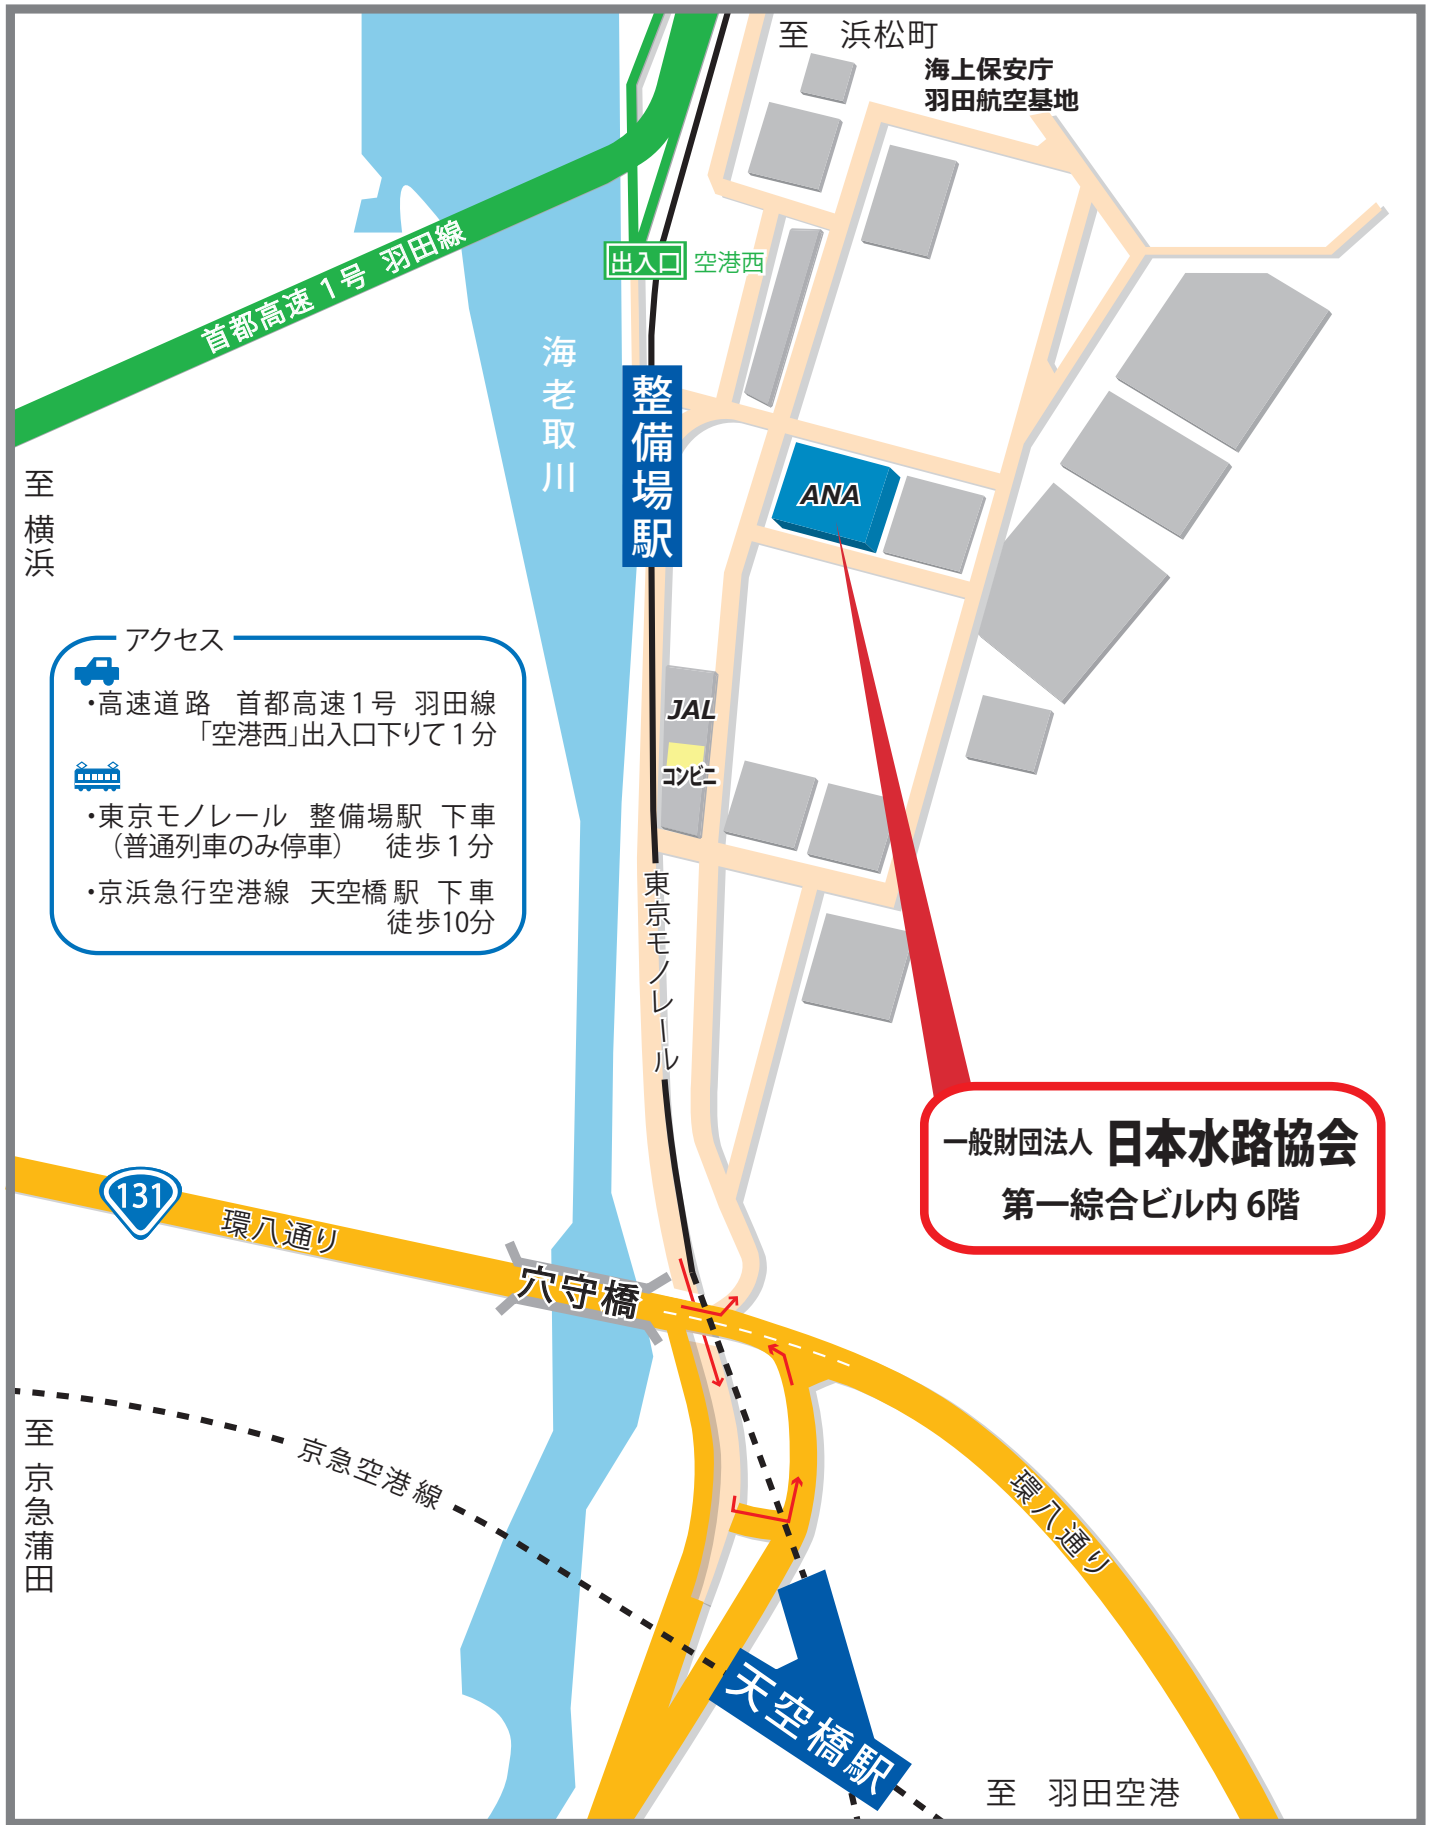 至 浜松町
海上保安庁
羽田航空基地
首都高速1号 羽田線
出入口 空港西
海老取川
整備場駅
ANA
至 横浜
アクセス
・高速道路 首都高速1号 羽田線
「空港西」出入口下りて1分
・東京モノレール 整備場駅 下車
（普通列車のみ停車） 徒歩1分
・京浜急行空港線 天空橋駅 下車
徒歩10分
JAL
コンビニ
東京モノレール
一般財団法人 日本水路協会
第一綜合ビル内 6階
131
環八通り
穴守橋
至 京急蒲田
京急空港線
環八通り
天空橋駅
至 羽田空港